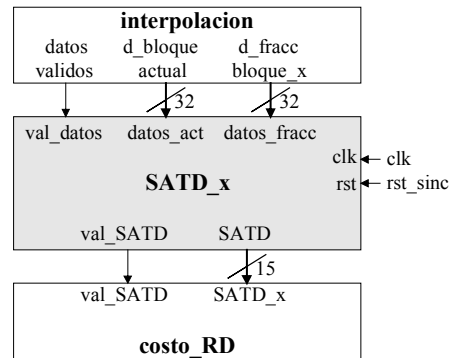 interpolacion
datos d_bloque d_fracc
validos actual bloque_x
32 32
val_datos datos_act datos_fracc
clk clk
SATD_x
rst rst_sinc
val_SATD SATD
15
val_SATD SATD_x
costo_RD